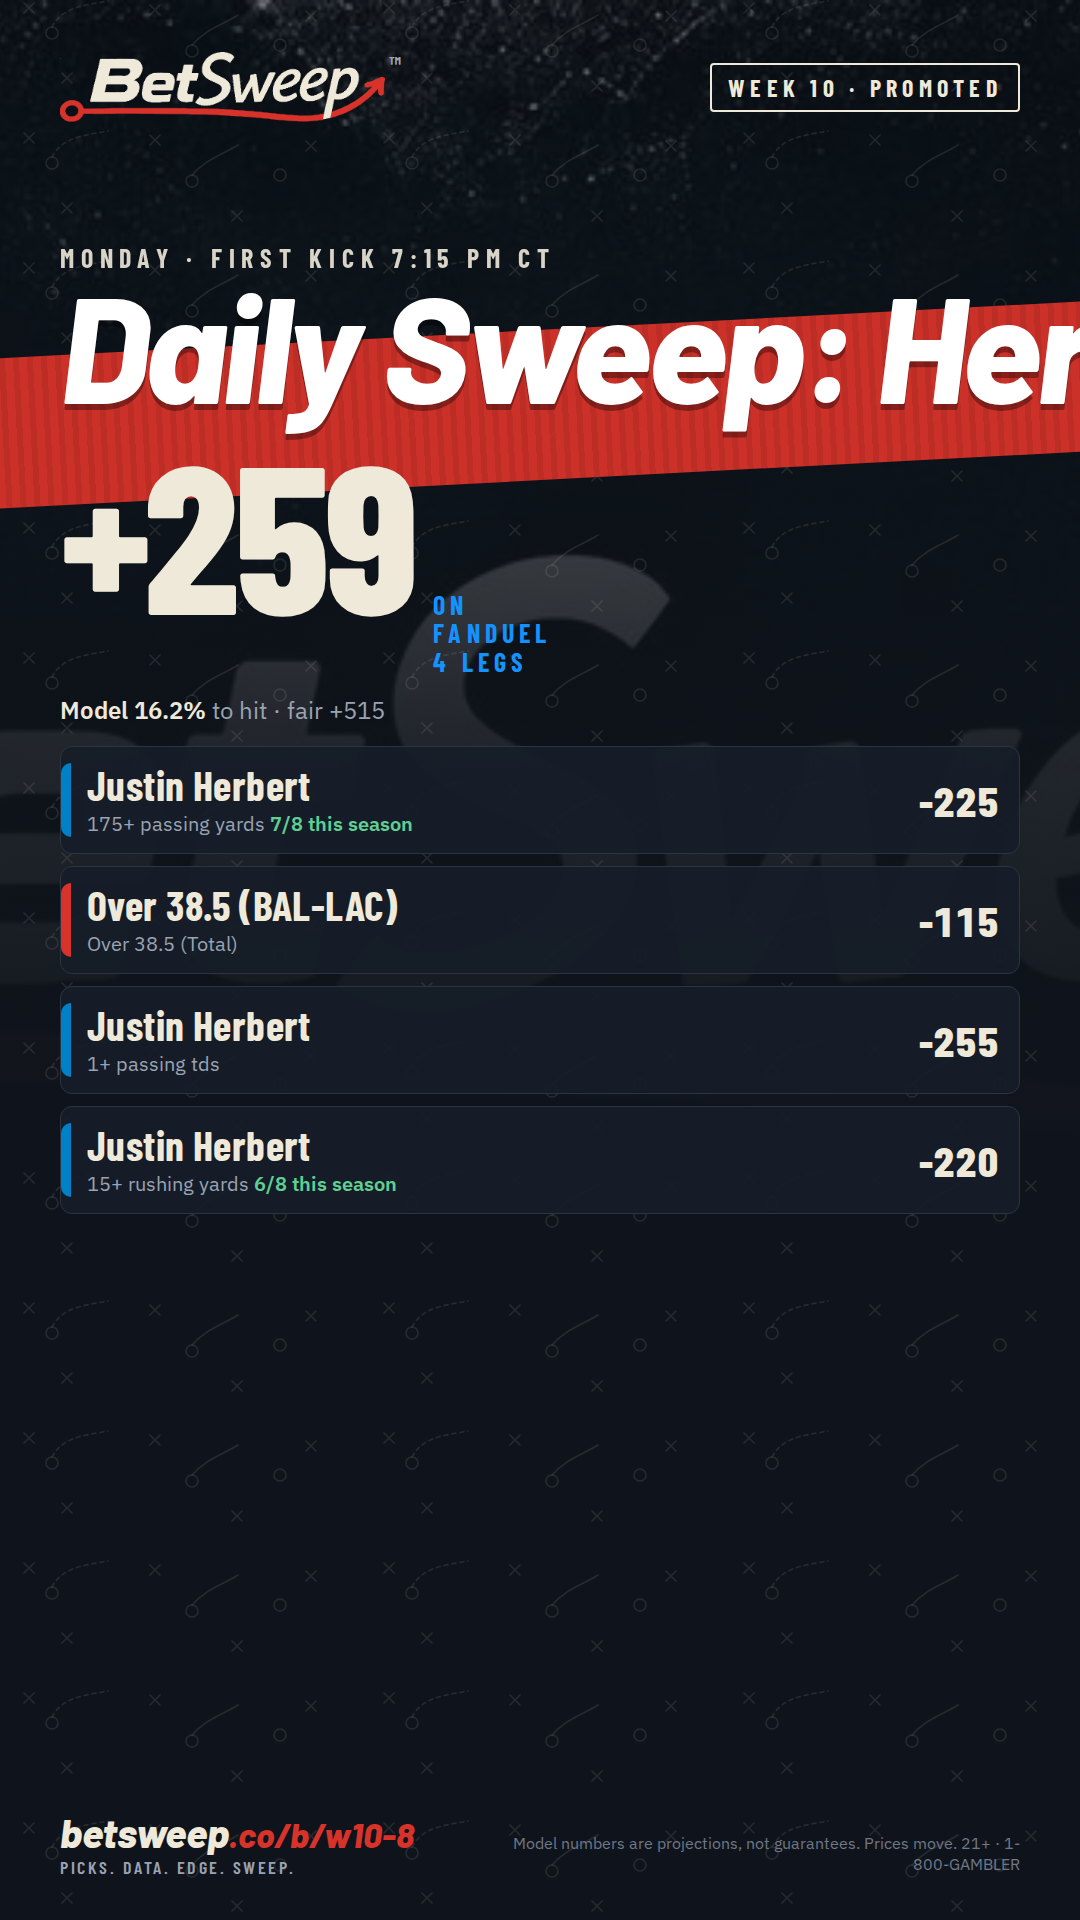 BetSweep™
WEEK 10 · PROMOTED
MONDAY · FIRST KICK 7:15 PM CT
Daily Sweep: Her
+259
ON
FANDUEL
4 LEGS
Model 16.2% to hit · fair +515
Justin Herbert
175+ passing yards 7/8 this season
-225
Over 38.5 (BAL-LAC)
Over 38.5 (Total)
-115
Justin Herbert
1+ passing tds
-255
Justin Herbert
15+ rushing yards 6/8 this season
-220
betsweep.co/b/w10-8
PICKS. DATA. EDGE. SWEEP.
Model numbers are projections, not guarantees. Prices move. 21+ · 1-
800-GAMBLER